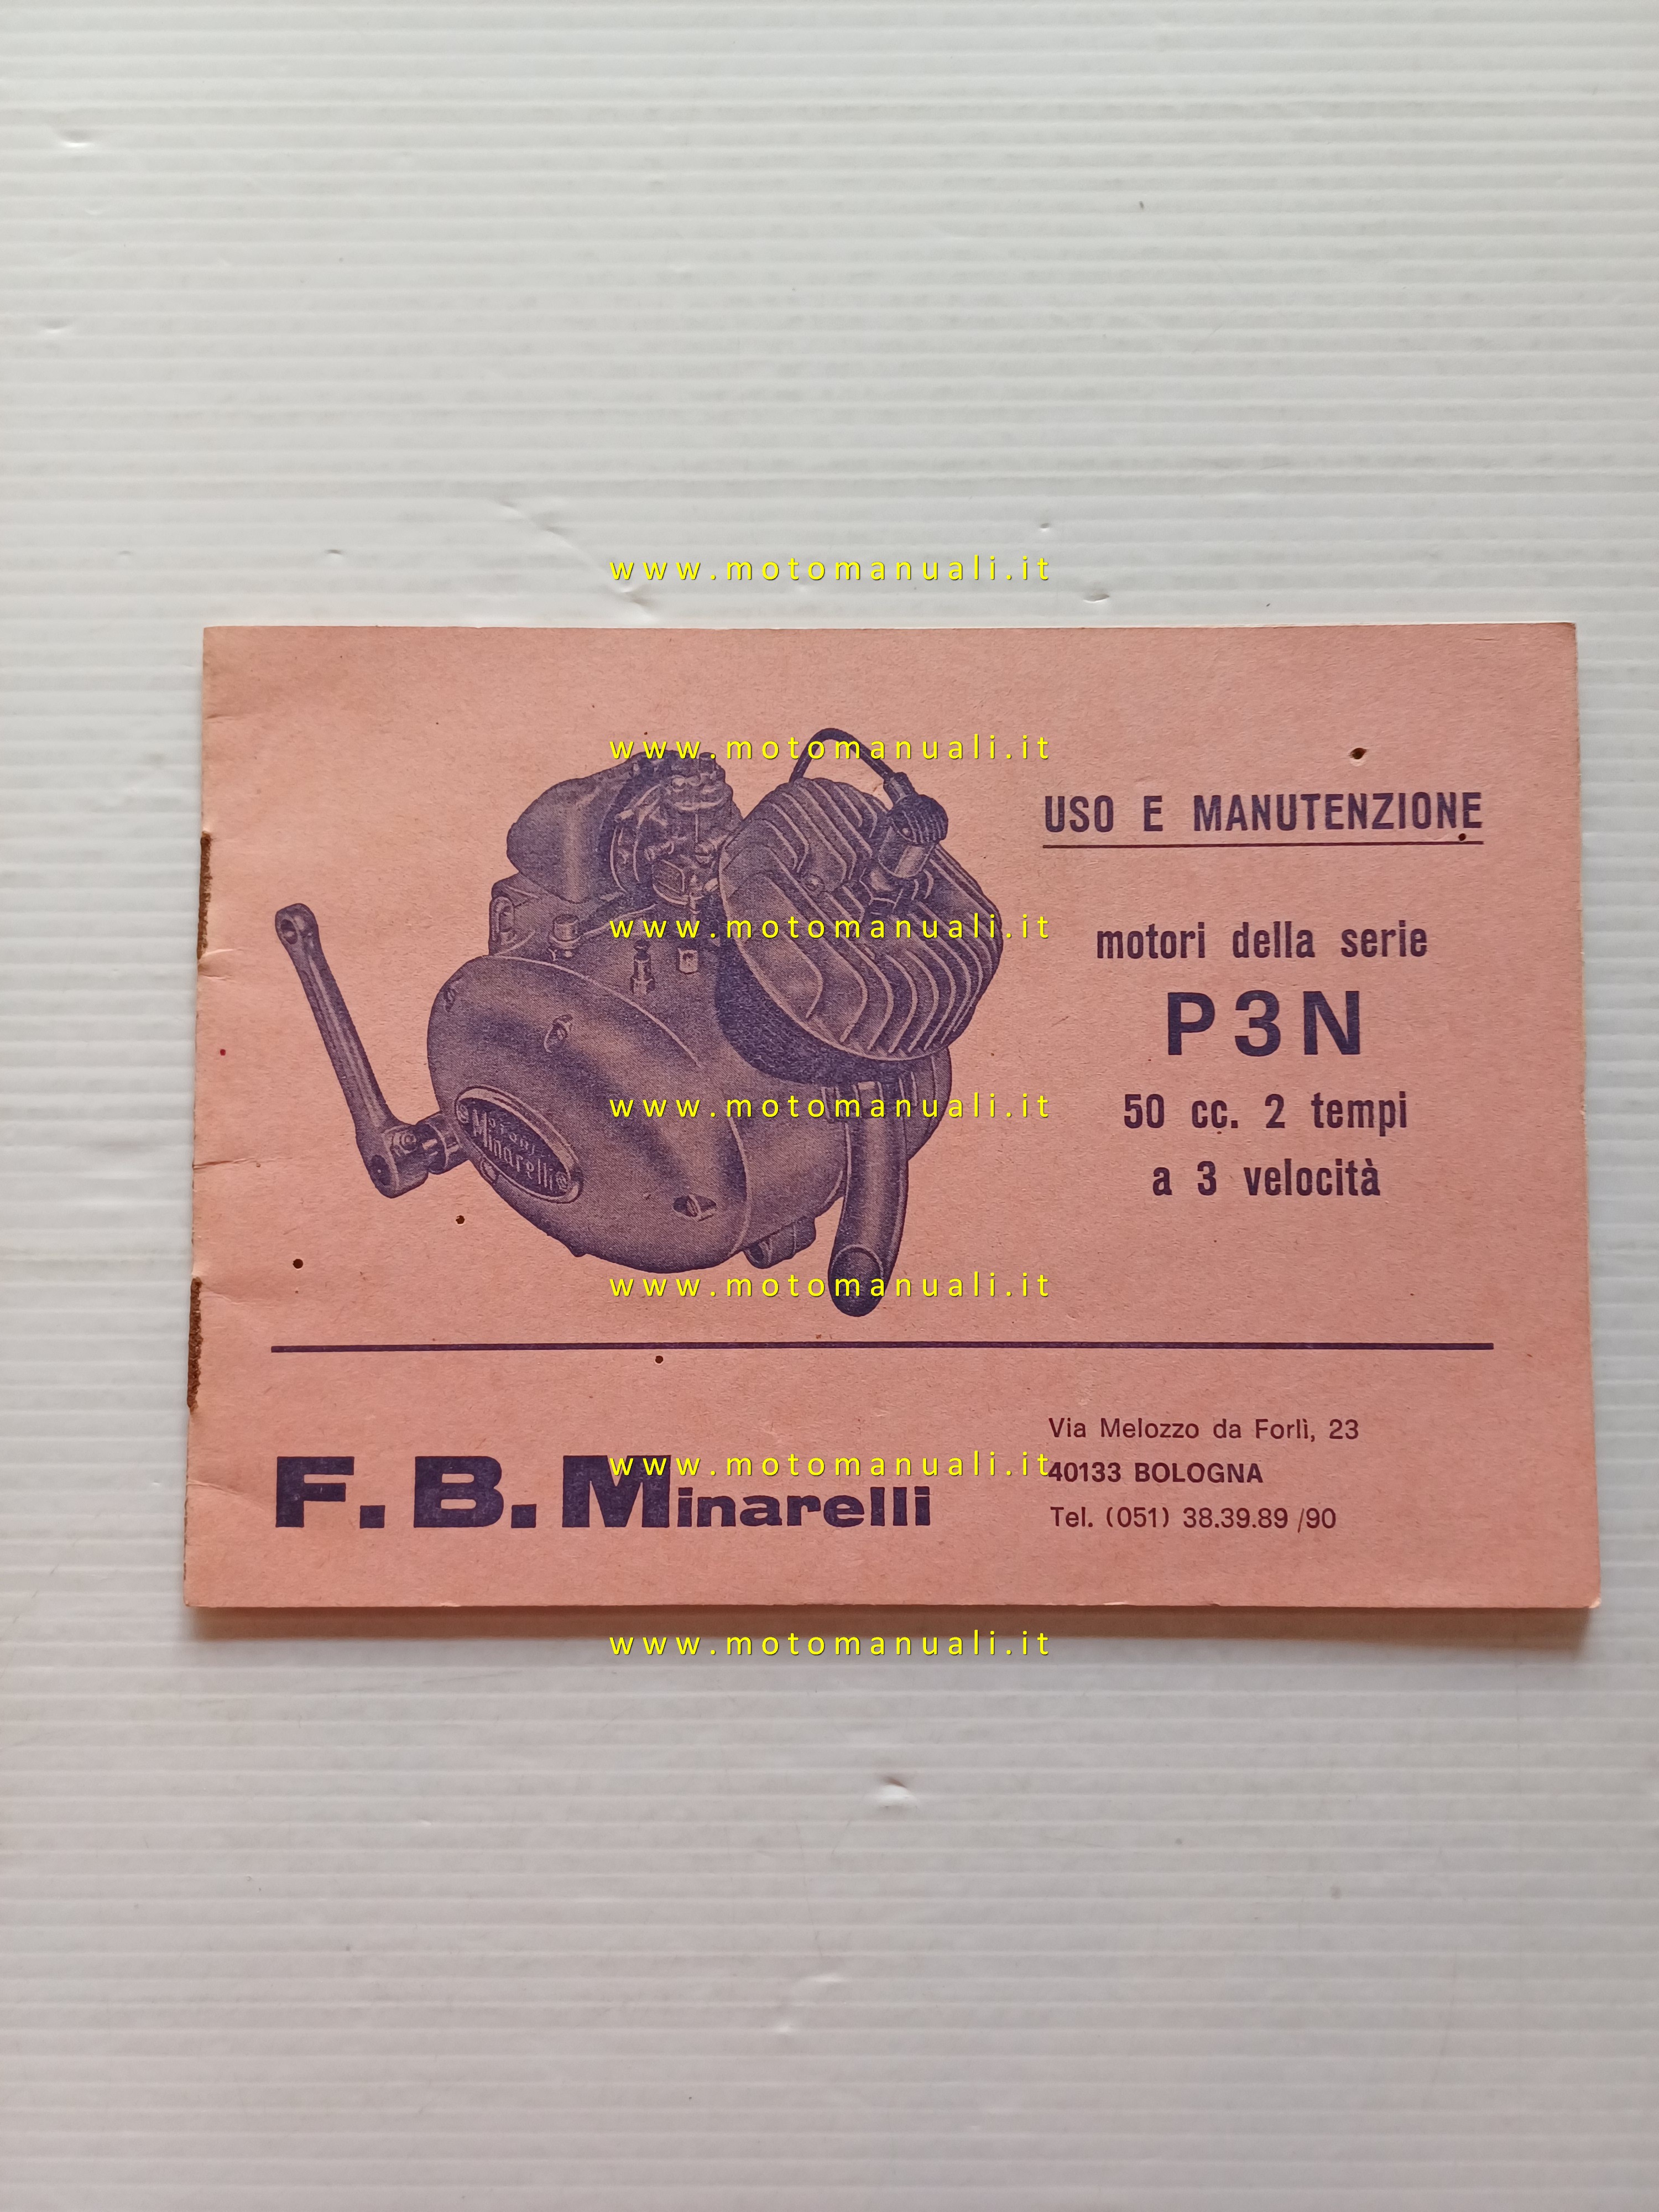 www.motomanuali.it
www.motomanuali.it
USO E MANUTENZIONE
www.motomanuali.it
motori della serie
P3N
www.motomanuali.it
50 cc. 2 tempi
MOTORI
Minarelli
a 3 velocità
www.motomanuali.it
Via Melozzo da Forlì, 23
www.motomanuali.it
40133 BOLOGNA
F.B.Minarelli
Tel. (051) 38.39.89 /90
www.motomanuali.it